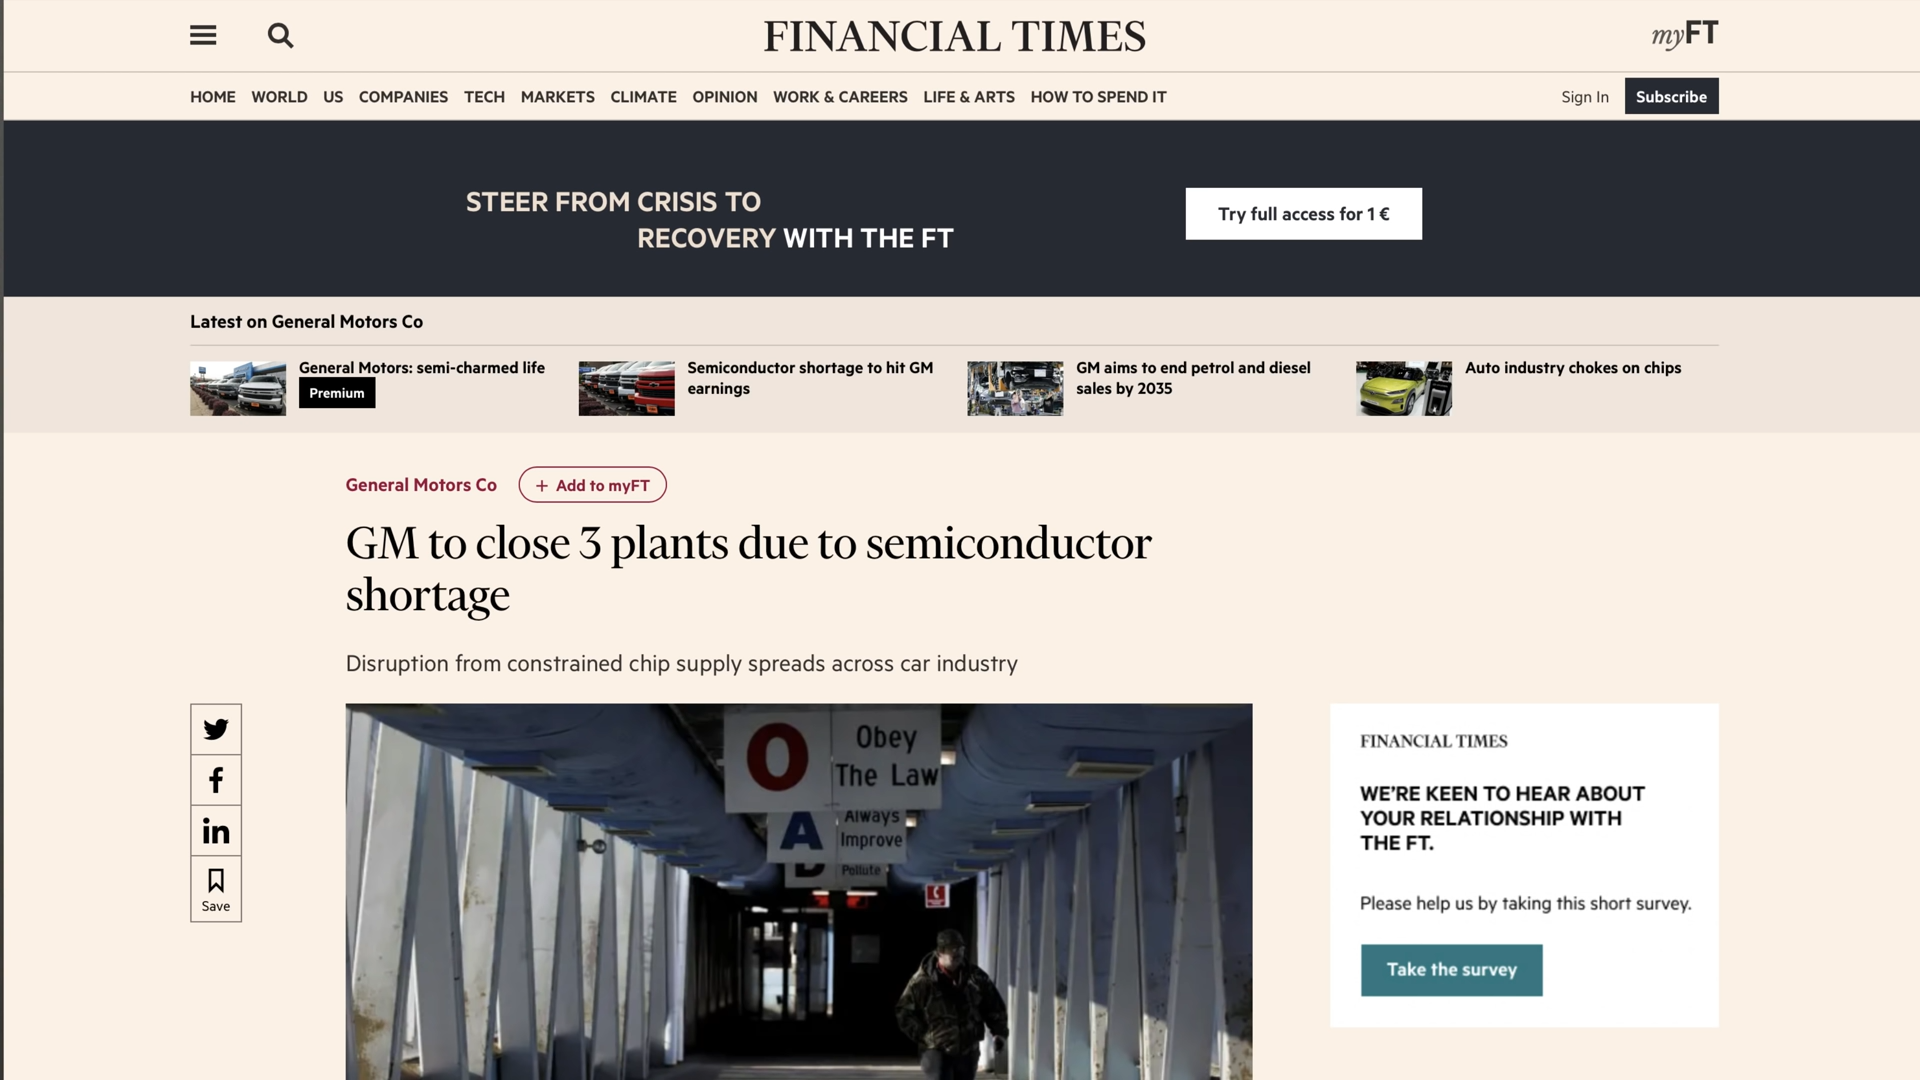 FINANCIAL TIMES
myFT
HOME WORLD US COMPANIES TECH MARKETS CLIMATE OPINION WORK & CAREERS LIFE & ARTS HOW TO SPEND IT
Sign In Subscribe
STEER FROM CRISIS TO
RECOVERY WITH THE FT
Try full access for 1 €
Latest on General Motors Co
General Motors: semi-charmed life
Premium
Semiconductor shortage to hit GM
earnings
GM aims to end petrol and diesel
sales by 2035
Auto industry chokes on chips
General Motors Co
+ Add to myFT
GM to close 3 plants due to semiconductor
shortage
Disruption from constrained chip supply spreads across car industry
Save
O Obey
The Law
A Always
Improve
Pollute
FINANCIAL TIMES
WE'RE KEEN TO HEAR ABOUT
YOUR RELATIONSHIP WITH
THE FT.
Please help us by taking this short survey.
Take the survey